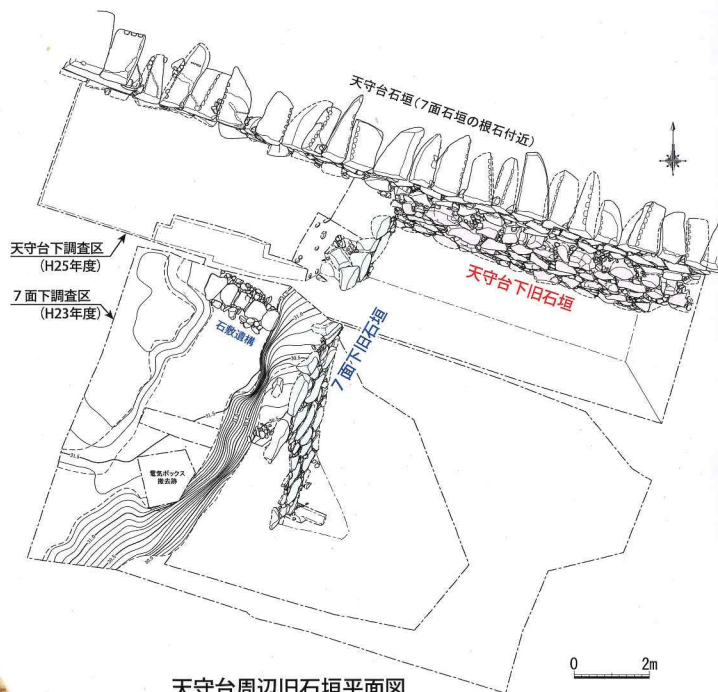 天守台石垣(7面石垣の根石付近)
天守台下調査区
(H25年度)
7面下調査区
(H23年度)
石敷遺構
7面下旧石垣
天守台下旧石垣
電気ボックス
撤去跡
0 2m
天守台周辺旧石垣平面図